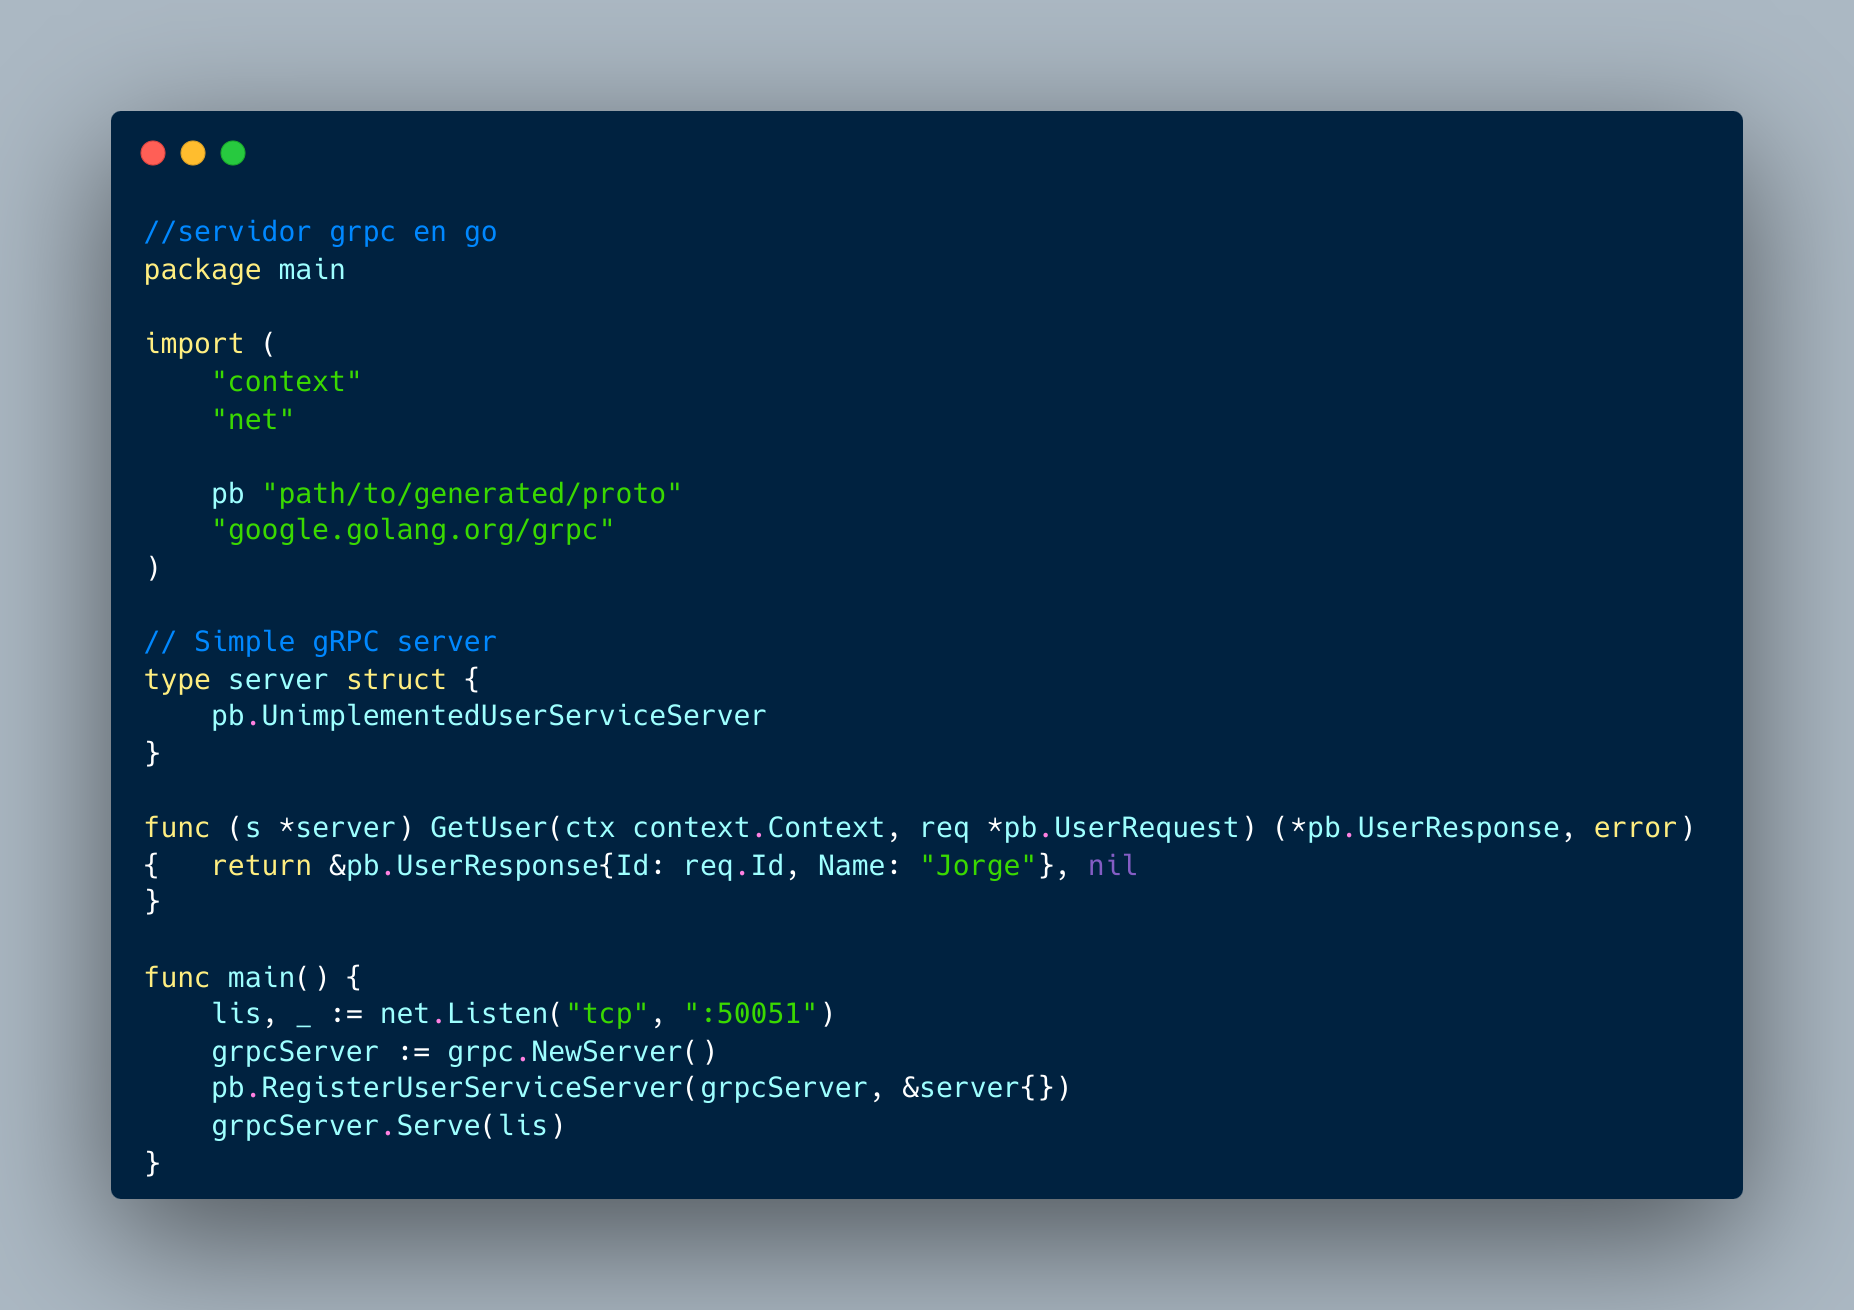 //servidor grpc en go
package main

import (
    "context"
    "net"

    pb "path/to/generated/proto"
    "google.golang.org/grpc"
)

// Simple gRPC server
type server struct {
    pb.UnimplementedUserServiceServer
}

func (s *server) GetUser(ctx context.Context, req *pb.UserRequest) (*pb.UserResponse, error)
{   return &pb.UserResponse{Id: req.Id, Name: "Jorge"}, nil
}

func main() {
    lis, _ := net.Listen("tcp", ":50051")
    grpcServer := grpc.NewServer()
    pb.RegisterUserServiceServer(grpcServer, &server{})
    grpcServer.Serve(lis)
}